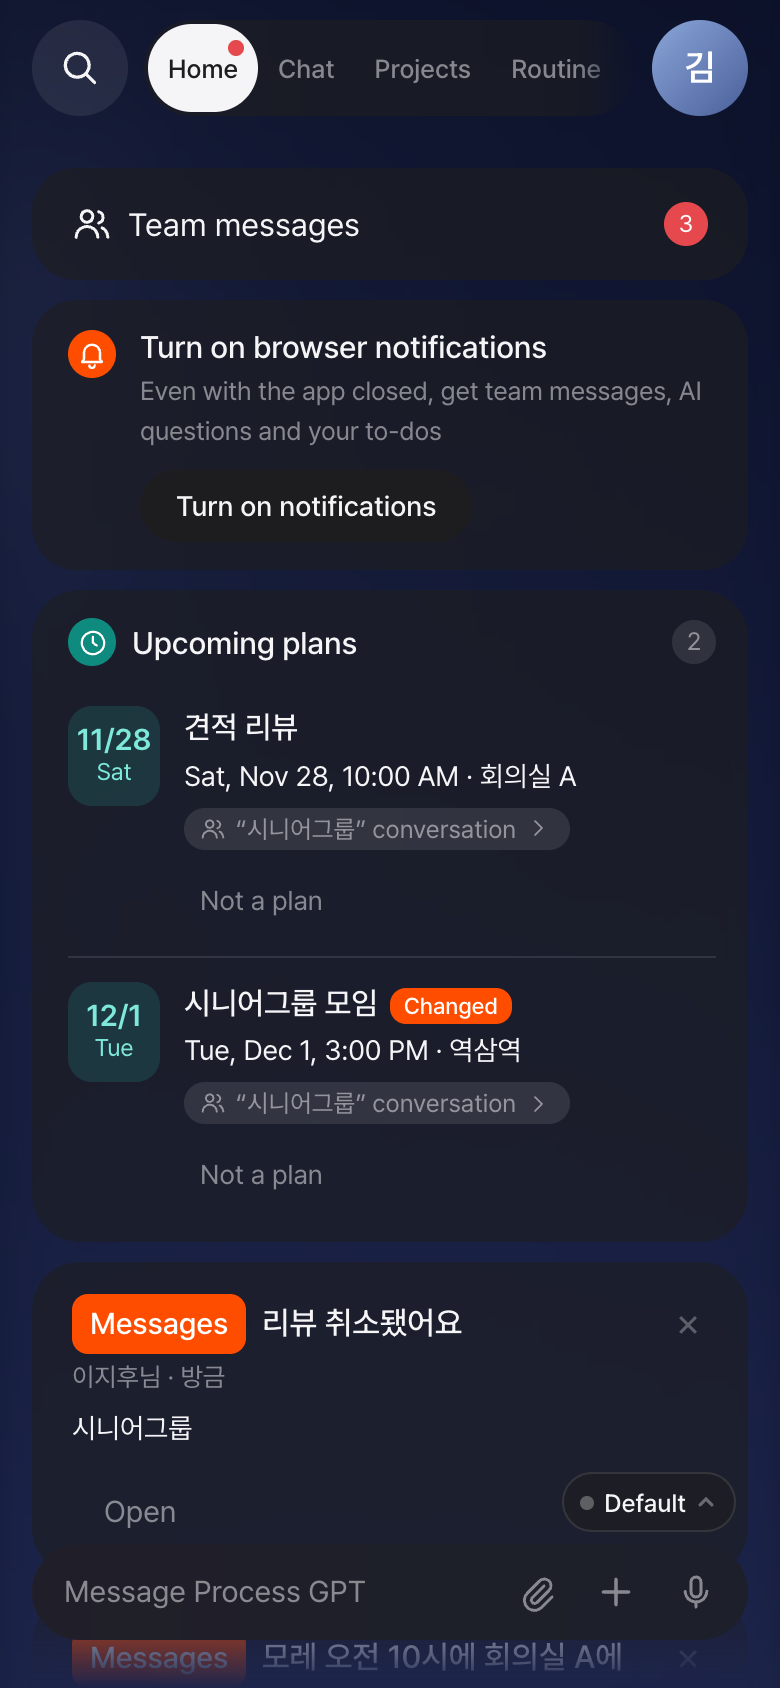 Home
Chat
Projects
Routine
김
Team messages
3
Turn on browser notifications
Even with the app closed, get team messages, AI
questions and your to-dos
Turn on notifications
Upcoming plans
2
11/28
Sat
견적 리뷰
Sat, Nov 28, 10:00 AM · 회의실 A
“시니어그룹” conversation
Not a plan
12/1
Tue
시니어그룹 모임
Changed
Tue, Dec 1, 3:00 PM · 역삼역
“시니어그룹” conversation
Not a plan
Messages
리뷰 취소됐어요
이지후님 · 방금
시니어그룹
Open
Default
Message Process GPT
Messages
모레 오전 10시에 회의실 A에